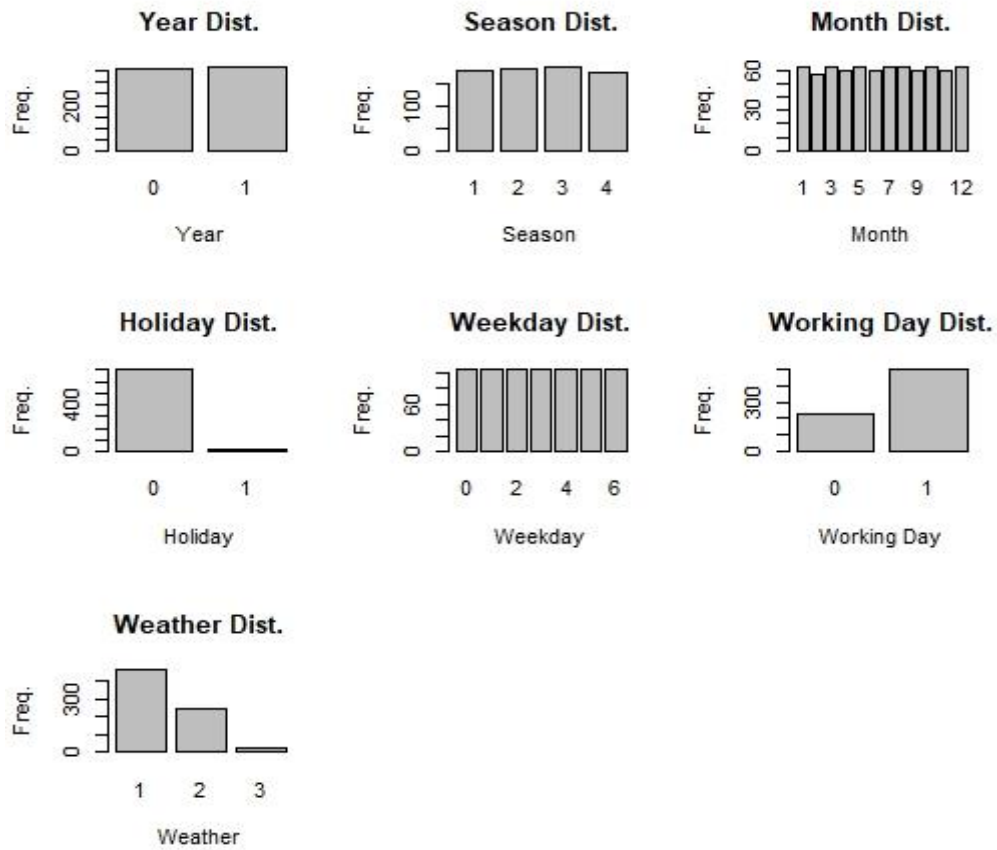 Year Dist.
Freq.
0 200
0 1
Year
Season Dist.
Freq.
0 100
1 2 3 4
Season
Month Dist.
Freq.
0 30 60
1 3 5 7 9 12
Month
Holiday Dist.
Freq.
0 400
0 1
Holiday
Weekday Dist.
Freq.
0 60
0 2 4 6
Weekday
Working Day Dist.
Freq.
0 300
0 1
Working Day
Weather Dist.
Freq.
0 300
1 2 3
Weather